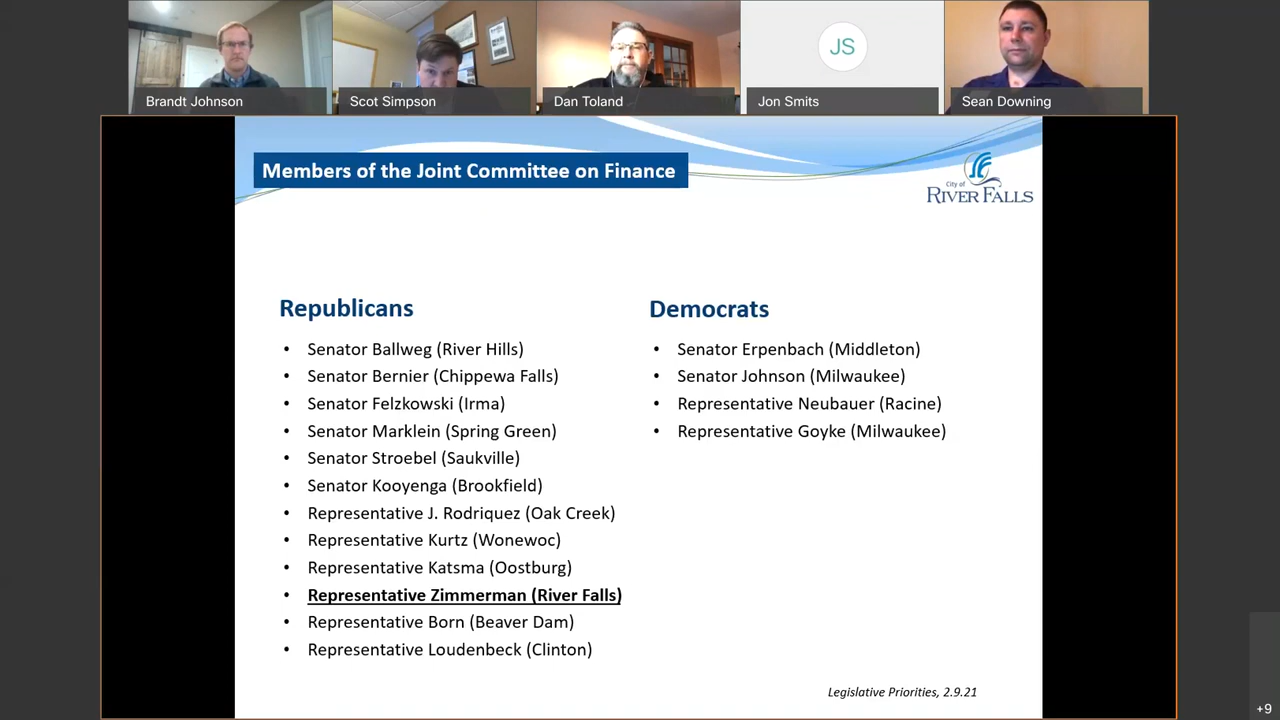 Brandt Johnson
Scot Simpson
Dan Toland
JS
Jon Smits
Sean Downing
Members of the Joint Committee on Finance
City of
RIVER FALLS
Republicans
• Senator Ballweg (River Hills)
• Senator Bernier (Chippewa Falls)
• Senator Felzkowski (Irma)
• Senator Marklein (Spring Green)
• Senator Stroebel (Saukville)
• Senator Kooyenga (Brookfield)
• Representative J. Rodriquez (Oak Creek)
• Representative Kurtz (Wonewoc)
• Representative Katsma (Oostburg)
• Representative Zimmerman (River Falls)
• Representative Born (Beaver Dam)
• Representative Loudenbeck (Clinton)
Democrats
• Senator Erpenbach (Middleton)
• Senator Johnson (Milwaukee)
• Representative Neubauer (Racine)
• Representative Goyke (Milwaukee)
Legislative Priorities, 2.9.21
+9